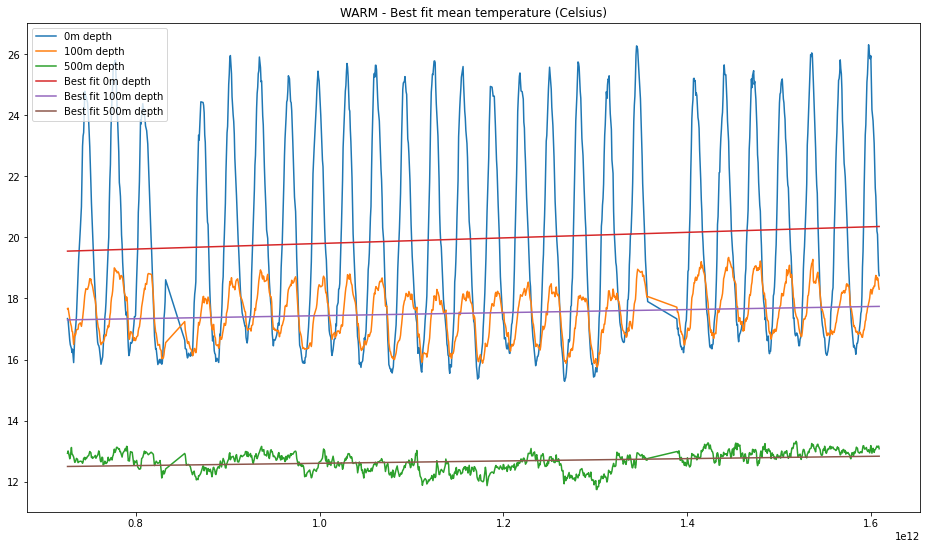 WARM - Best fit mean temperature (Celsius)
0m depth
100m depth
500m depth
Best fit 0m depth
Best fit 100m depth
Best fit 500m depth
26
24
22
20
18
16
14
12
0.8 1.0 1.2 1.4 1.6
1e12